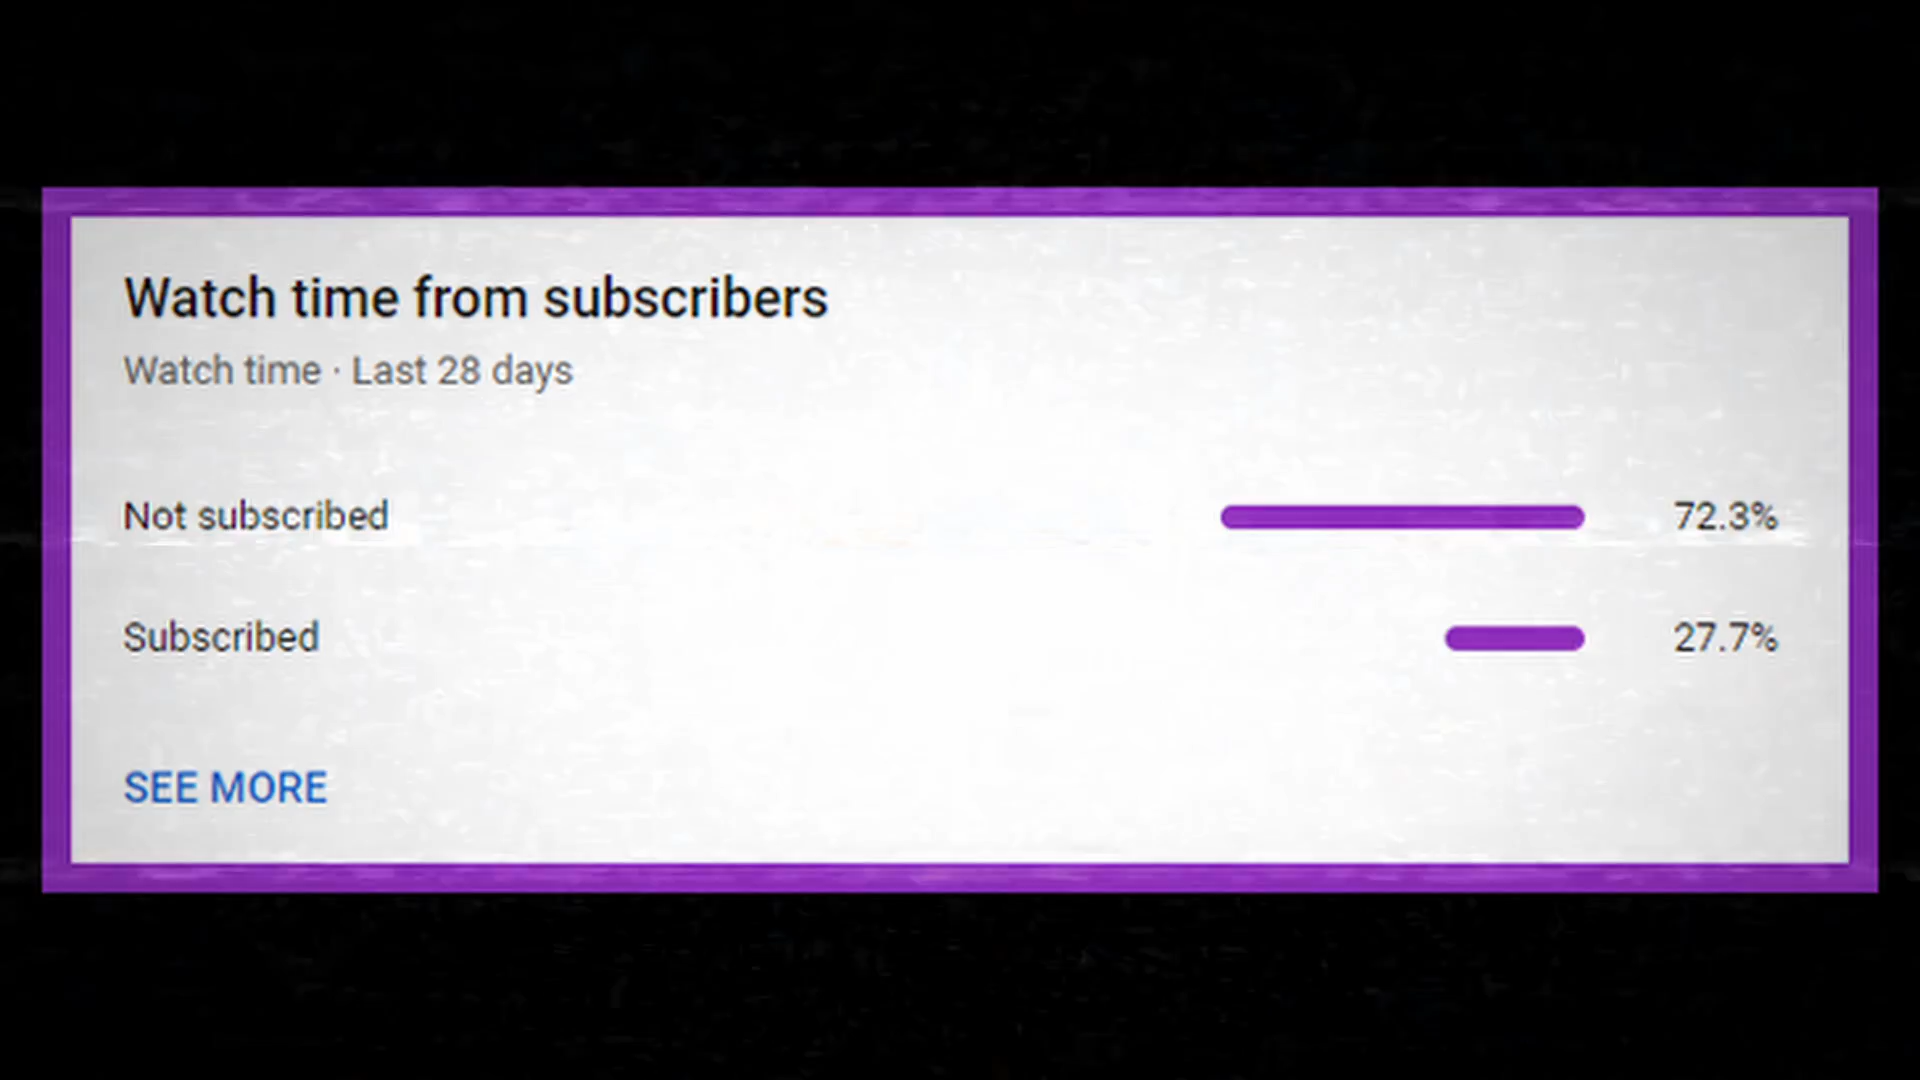 Watch time from subscribers
Watch time · Last 28 days
Not subscribed 72.3%
Subscribed 27.7%
SEE MORE